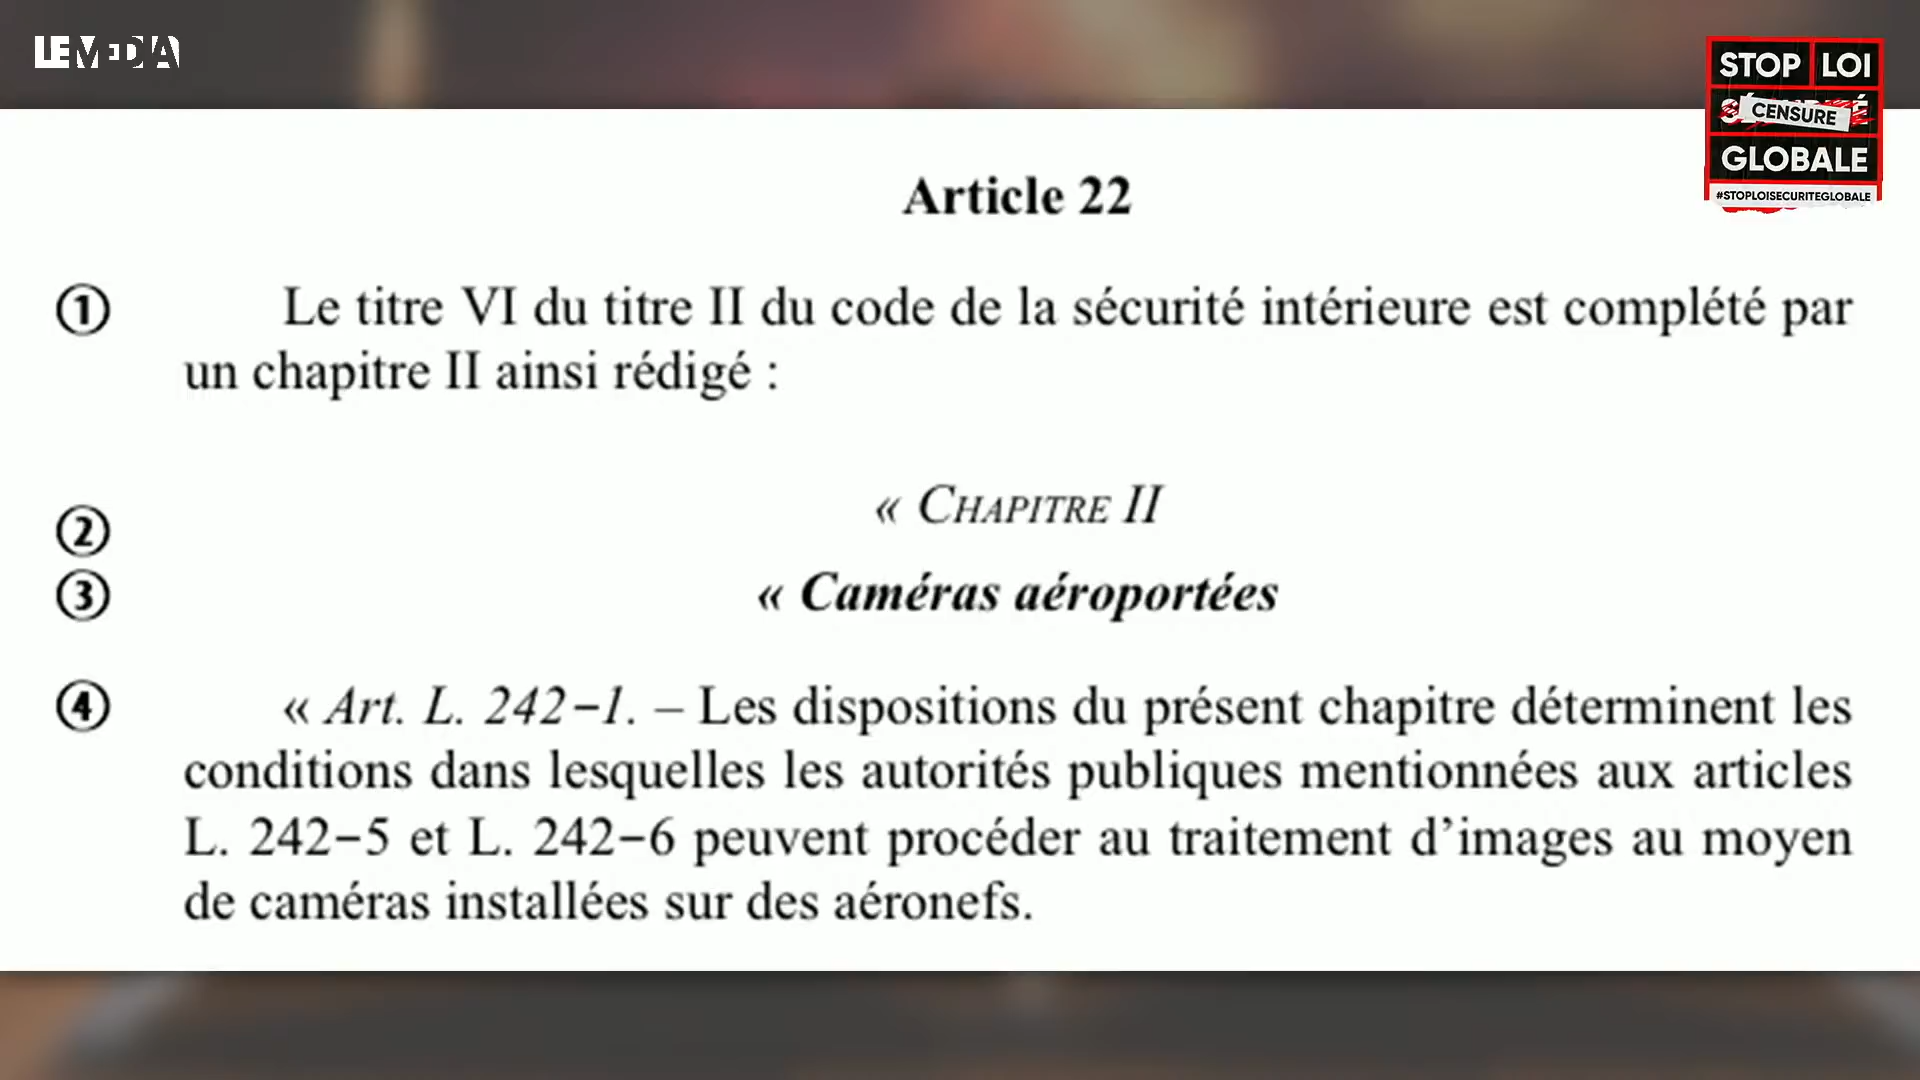 LEMEDIA
STOP LOI
CENSURE
GLOBALE
#STOPLOISECURITEGLOBALE
Article 22
① Le titre VI du titre II du code de la sécurité intérieure est complété par
un chapitre II ainsi rédigé :
② « CHAPITRE II
③ « Caméras aéroportées
④ « Art. L. 242–1. – Les dispositions du présent chapitre déterminent les
conditions dans lesquelles les autorités publiques mentionnées aux articles
L. 242–5 et L. 242–6 peuvent procéder au traitement d’images au moyen
de caméras installées sur des aéronefs.